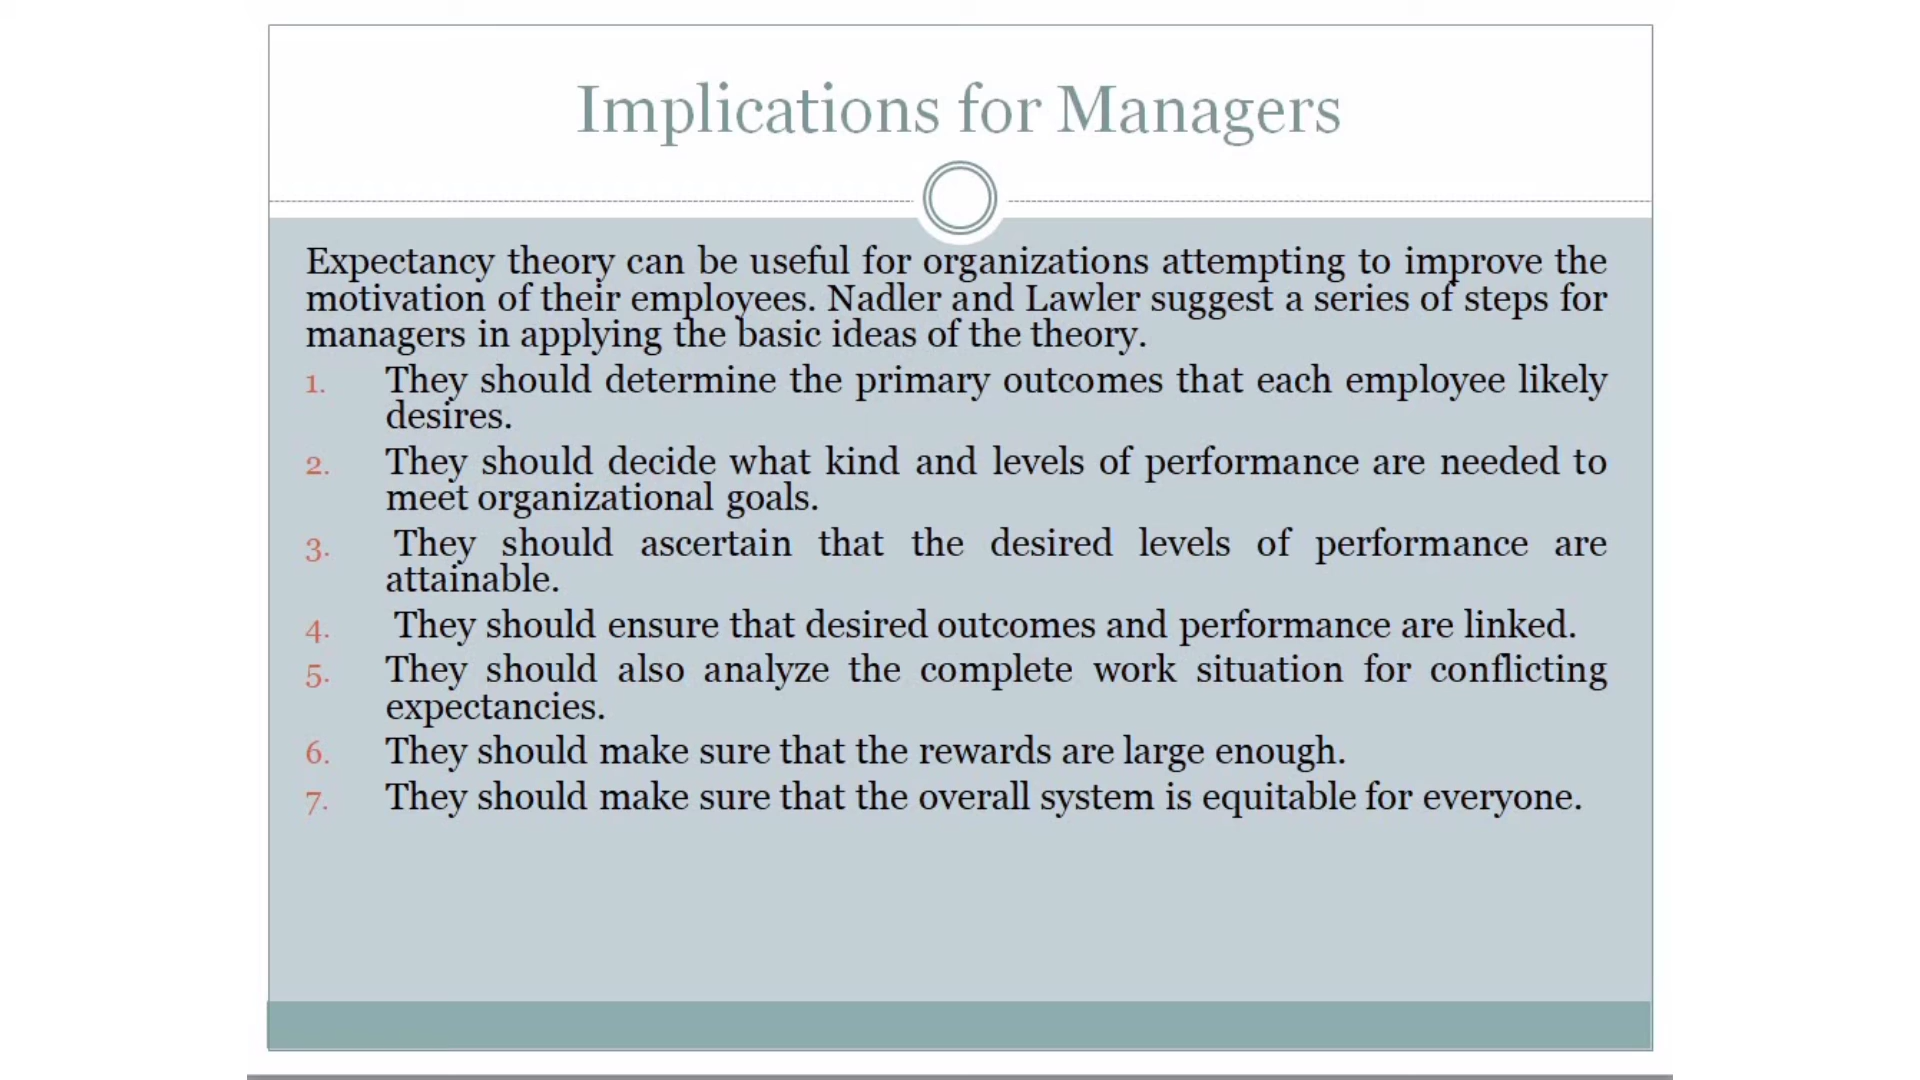 Implications for Managers
Expectancy theory can be useful for organizations attempting to improve the
motivation of their employees. Nadler and Lawler suggest a series of steps for
managers in applying the basic ideas of the theory.
1. They should determine the primary outcomes that each employee likely
desires.
2. They should decide what kind and levels of performance are needed to
meet organizational goals.
3. They should ascertain that the desired levels of performance are
attainable.
4. They should ensure that desired outcomes and performance are linked.
5. They should also analyze the complete work situation for conflicting
expectancies.
6. They should make sure that the rewards are large enough.
7. They should make sure that the overall system is equitable for everyone.